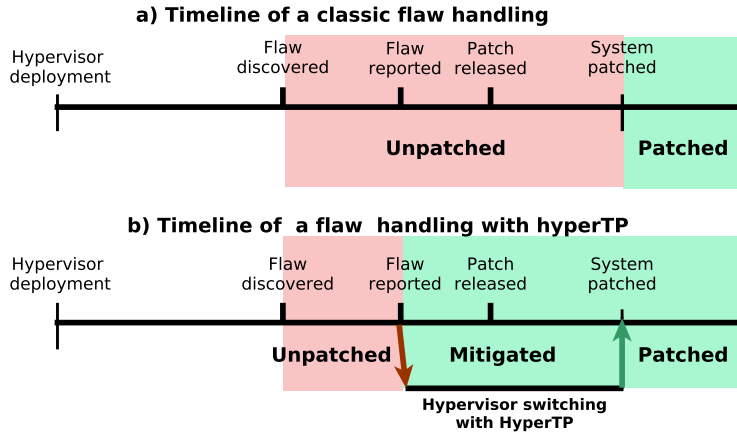 a) Timeline of a classic flaw handling
Hypervisor
deployment
Flaw
discovered
Flaw
reported
Patch
released
System
patched
Unpatched
Patched
b) Timeline of  a flaw  handling with hyperTP
Hypervisor
deployment
Flaw
discovered
Flaw
reported
Patch
released
System
patched
Unpatched
Mitigated
Patched
Hypervisor switching
with HyperTP